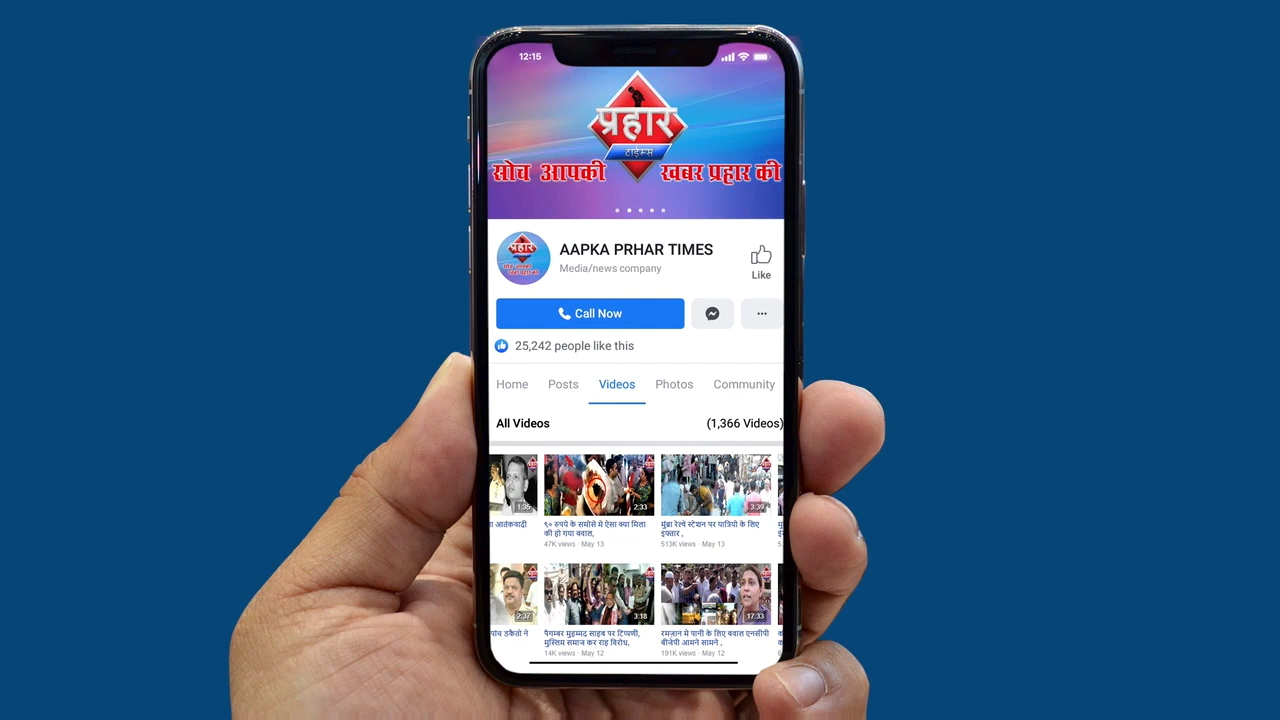 12:15
प्रहार
टाईम्स
सोच आपकी खबर प्रहार की
प्रहार
AAPKA PRHAR TIMES
Media/news company
Like
Call Now
25,242 people like this
Home Posts Videos Photos Community
All Videos (1,366 Videos)
1:35 2:33 3:39
आतंकवादी
९० रुपये के समोसे मे ऐसा क्या मिला
की हो गया बवाल,
47K views · May 13
मुंब्रा रेल्वे स्टेशन पर यात्रियो के लिए
इफ्तार ,
513K views · May 13
2:37 3:18 17:33
पांच डकैतो ने
पैगम्बर मुहम्मद साहब पर टिप्पणी,
मुस्लिम समाज कर रहा विरोध,
14K views · May 12
रमज़ान मे पानी के लिए बवाल एनसीपी
बीजेपी आमने सामने ,
191K views · May 12